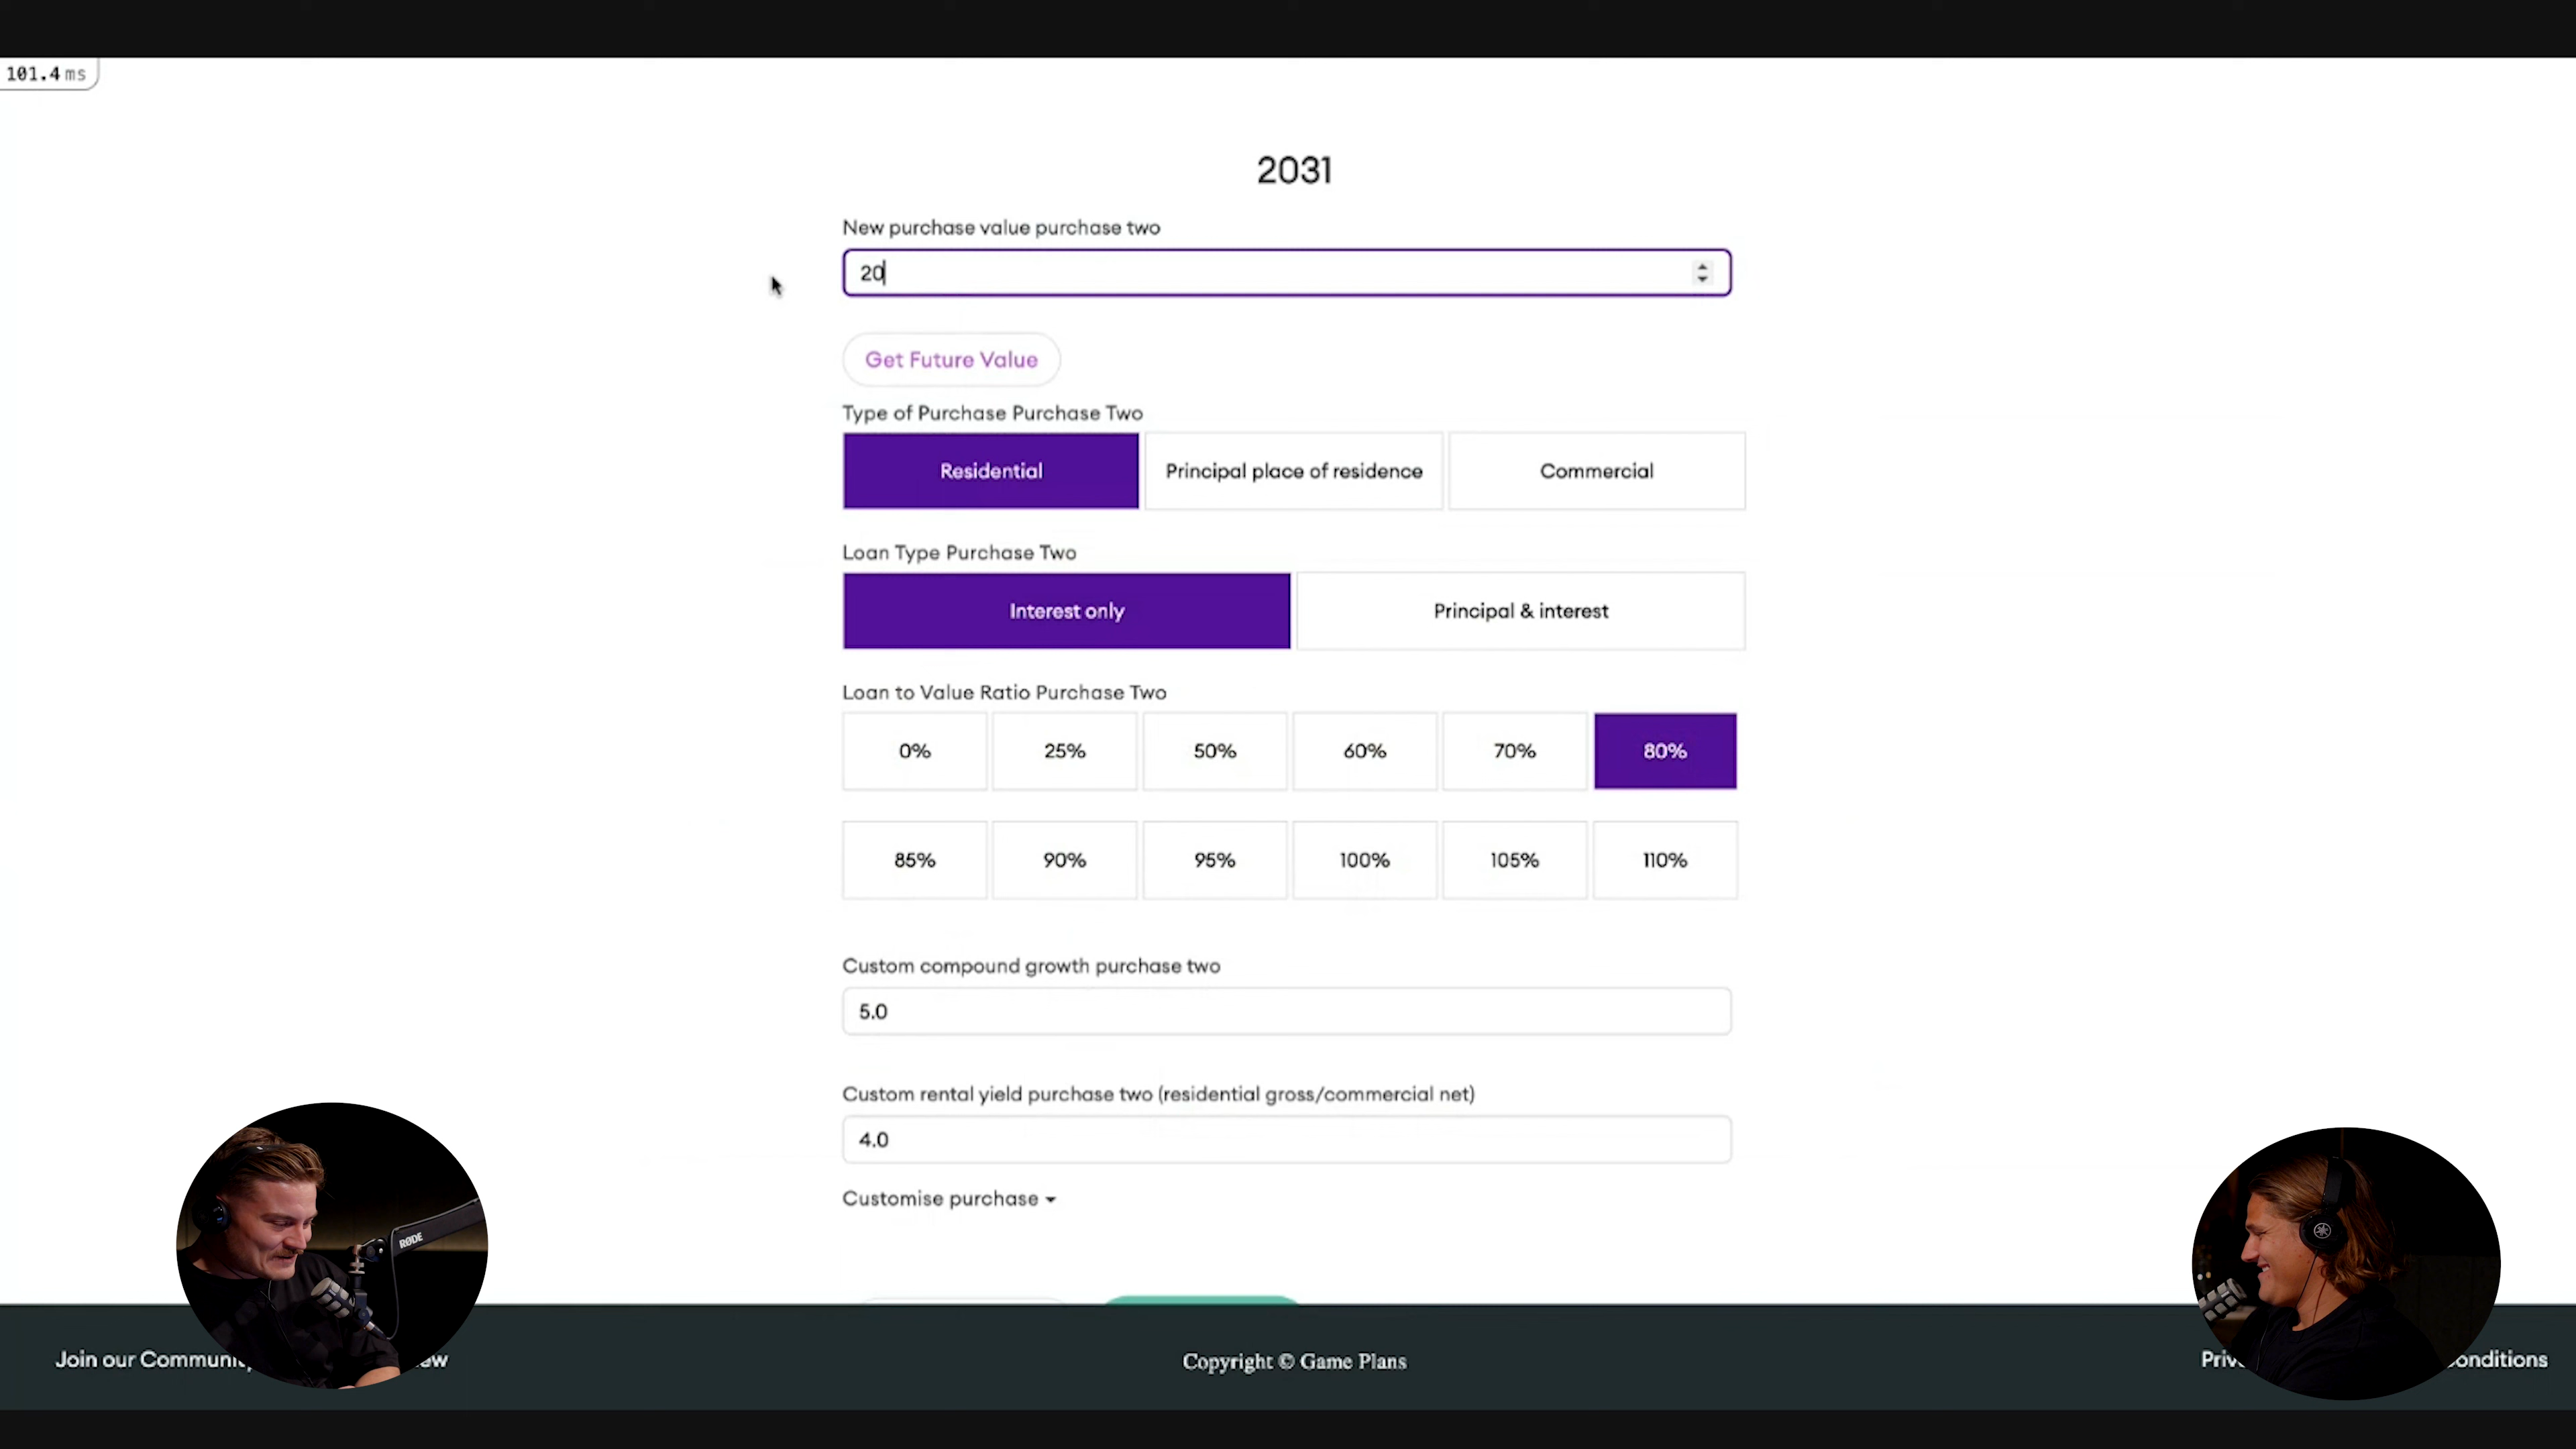 101.4 ms
2031
New purchase value purchase two
20
Get Future Value
Type of Purchase Purchase Two
Residential
Principal place of residence
Commercial
Loan Type Purchase Two
Interest only
Principal & interest
Loan to Value Ratio Purchase Two
0%
25%
50%
60%
70%
80%
85%
90%
95%
100%
105%
110%
Custom compound growth purchase two
5.0
Custom rental yield purchase two (residential gross/commercial net)
4.0
Customise purchase
RØDE
Join our
Copyright © Game Plans